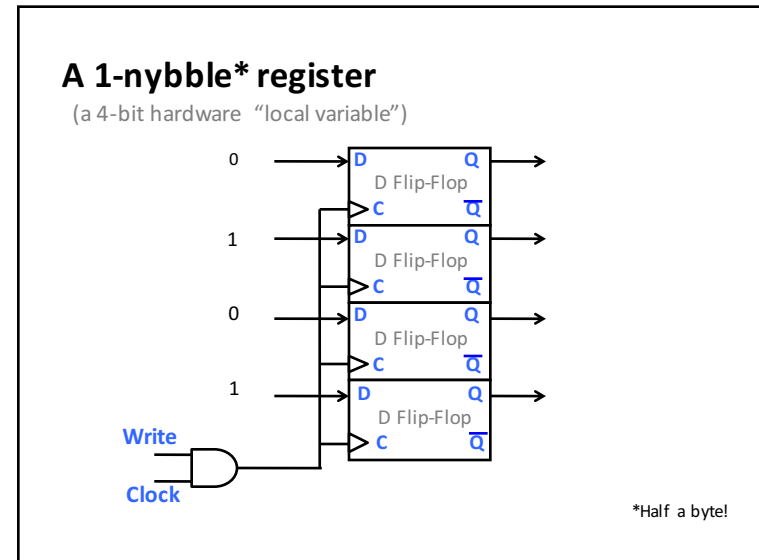 A 1-nybble* register
(a 4-bit hardware "local variable")
0
D Q
D Flip-Flop
C Q̅
1
D Q
D Flip-Flop
C Q̅
0
D Q
D Flip-Flop
C Q̅
1
D Q
D Flip-Flop
C Q̅
Write
Clock
*Half a byte!